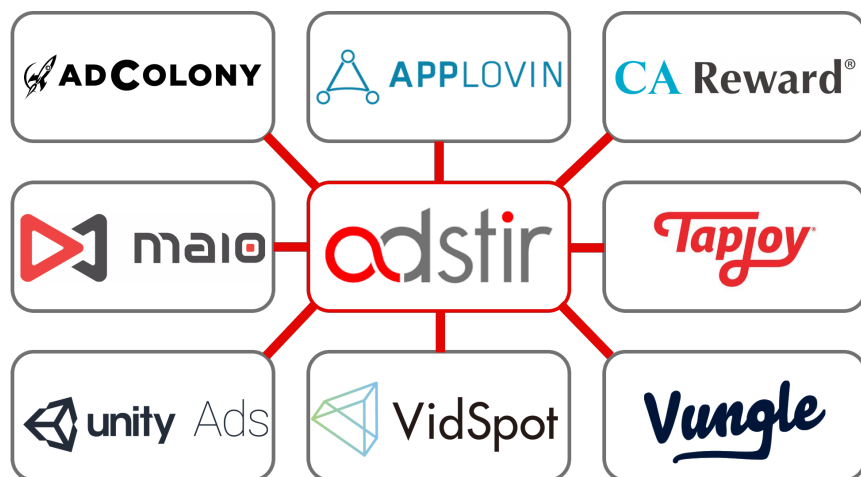 ADCOLONY
APPLOVIN
CA Reward®
maio
adstir
Tapjoy
unity Ads
VidSpot
Vungle